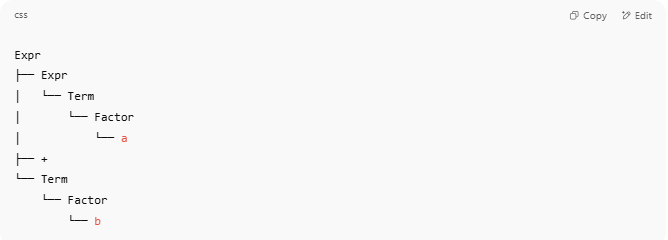 css
Copy
Edit
Expr
├── Expr
│   └── Term
│       └── Factor
│           └── a
├── +
└── Term
    └── Factor
        └── b